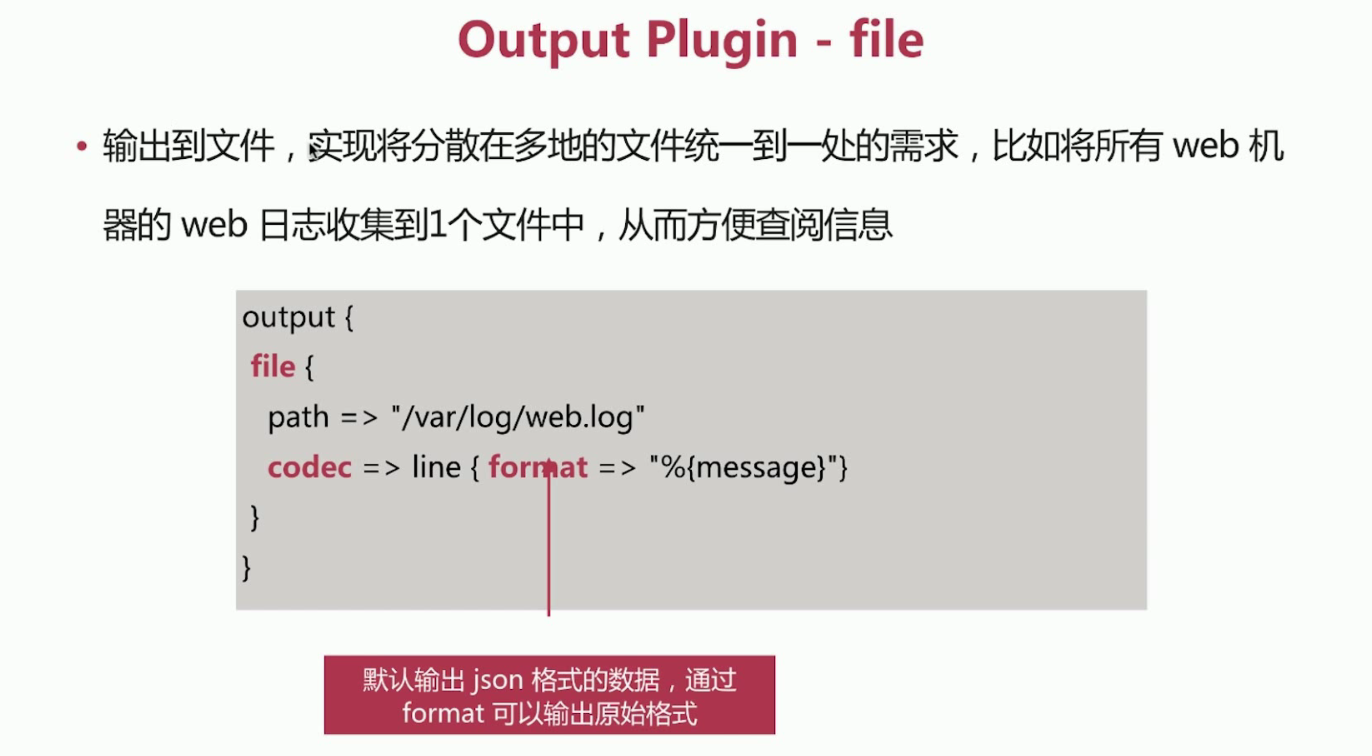 Output Plugin - file
• 输出到文件，实现将分散在多地的文件统一到一处的需求，比如将所有 web 机
器的 web 日志收集到1个文件中，从而方便查阅信息
output {
file {
path => "/var/log/web.log"
codec => line { format => "%{message}"}
}
}
默认输出 json 格式的数据，通过
format 可以输出原始格式